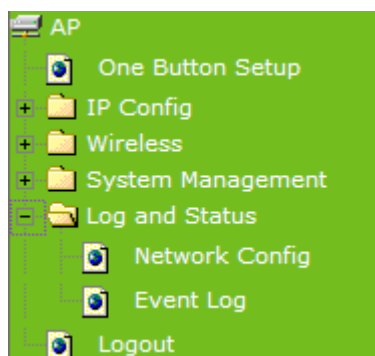 AP
One Button Setup
IP Config
Wireless
System Management
Log and Status
Network Config
Event Log
Logout